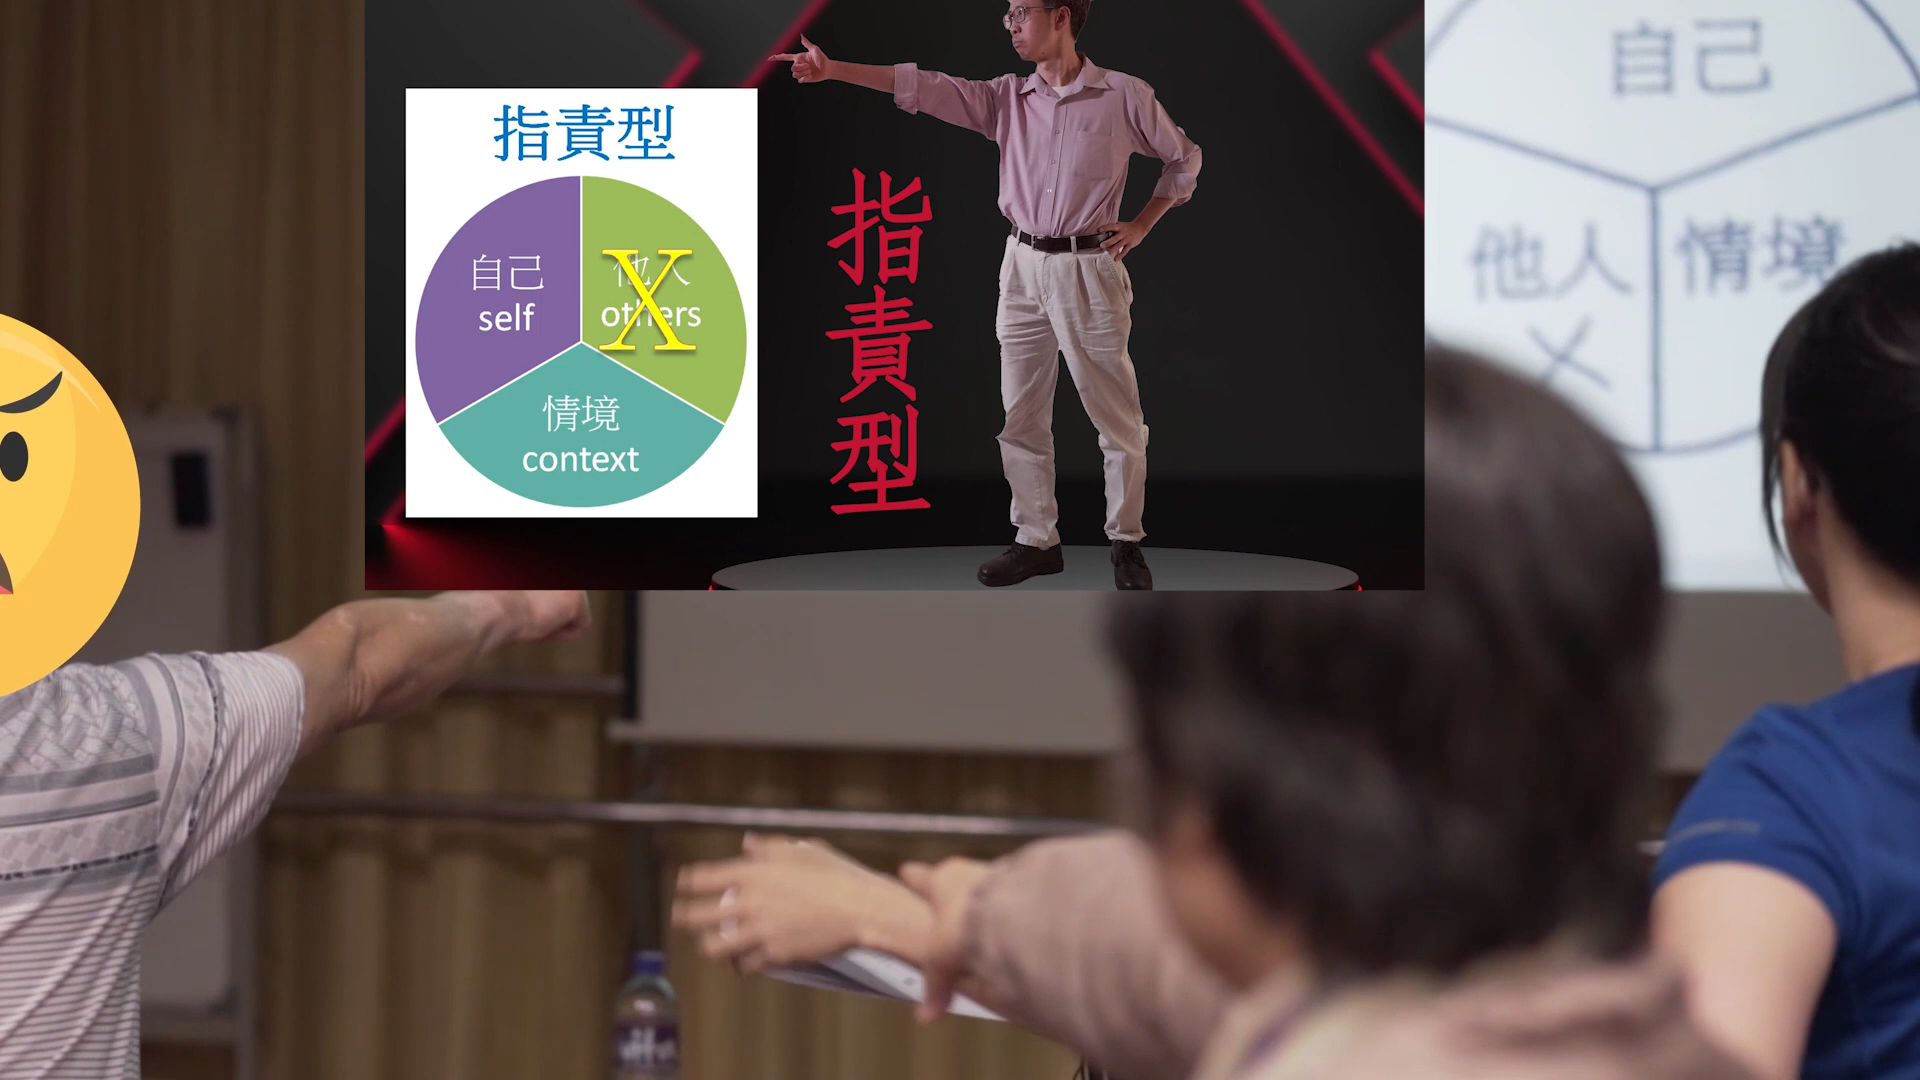 指責型
自己
self
他人
others
X
情境
context
指責型
自己
他人
情境
X